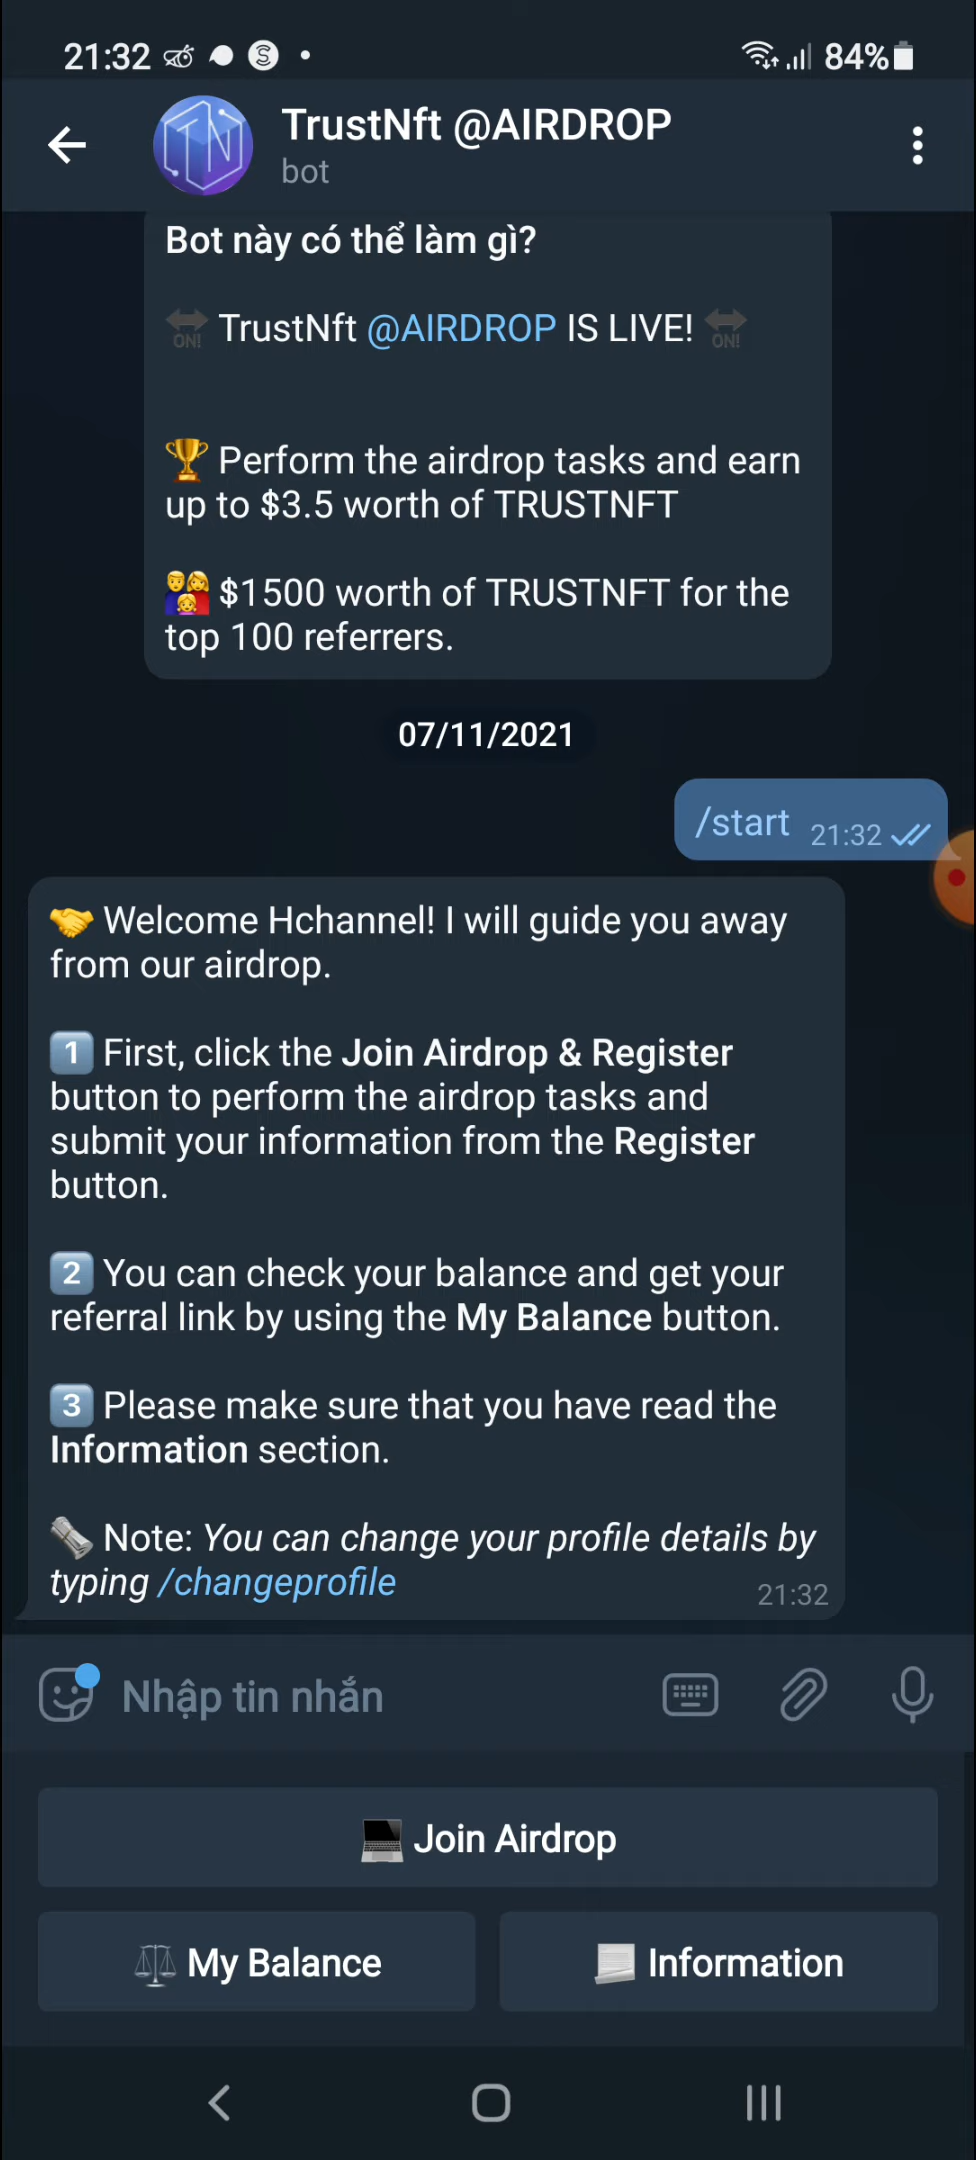 21:32
84%
TrustNft @AIRDROP
bot
Bot này có thể làm gì?
ON! TrustNft @AIRDROP IS LIVE! ON!
Perform the airdrop tasks and earn
up to $3.5 worth of TRUSTNFT
$1500 worth of TRUSTNFT for the
top 100 referrers.
07/11/2021
/start 21:32
Welcome Hchannel! I will guide you away
from our airdrop.
1 First, click the Join Airdrop & Register
button to perform the airdrop tasks and
submit your information from the Register
button.
2 You can check your balance and get your
referral link by using the My Balance button.
3 Please make sure that you have read the
Information section.
Note: You can change your profile details by
typing /changeprofile
21:32
Nhập tin nhắn
Join Airdrop
My Balance
Information